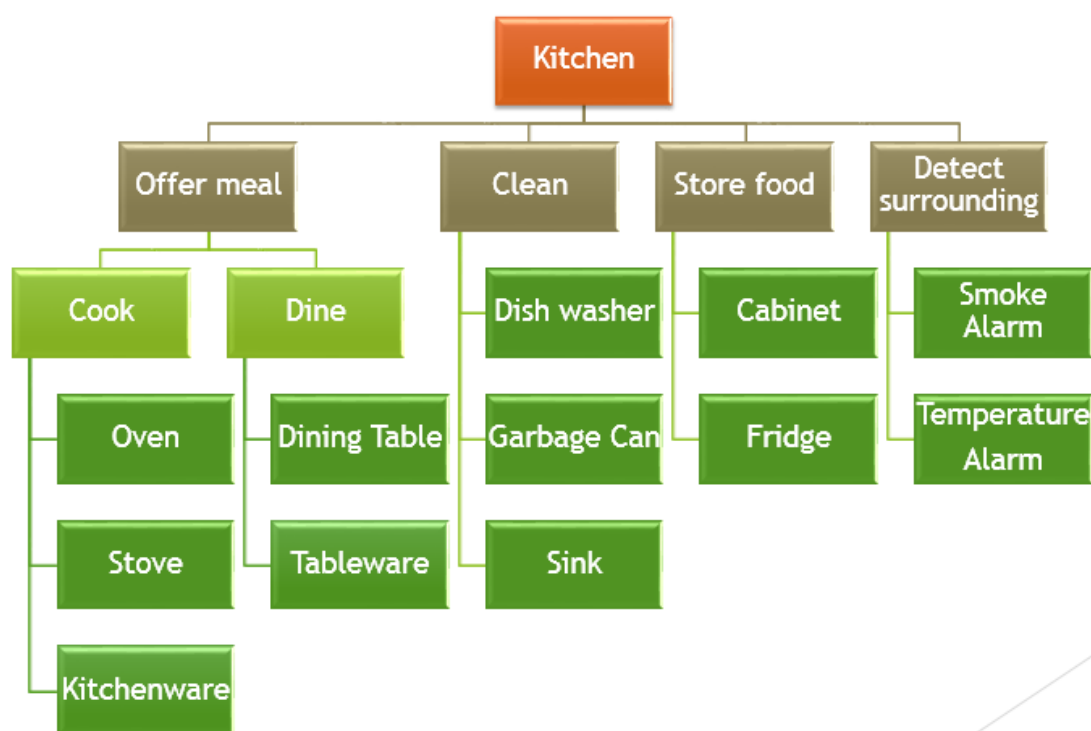 Kitchen
Offer meal
Clean
Store food
Detect
surrounding
Cook
Dine
Dish washer
Cabinet
Smoke
Alarm
Oven
Dining Table
Garbage Can
Fridge
Temperature
Alarm
Stove
Tableware
Sink
Kitchenware